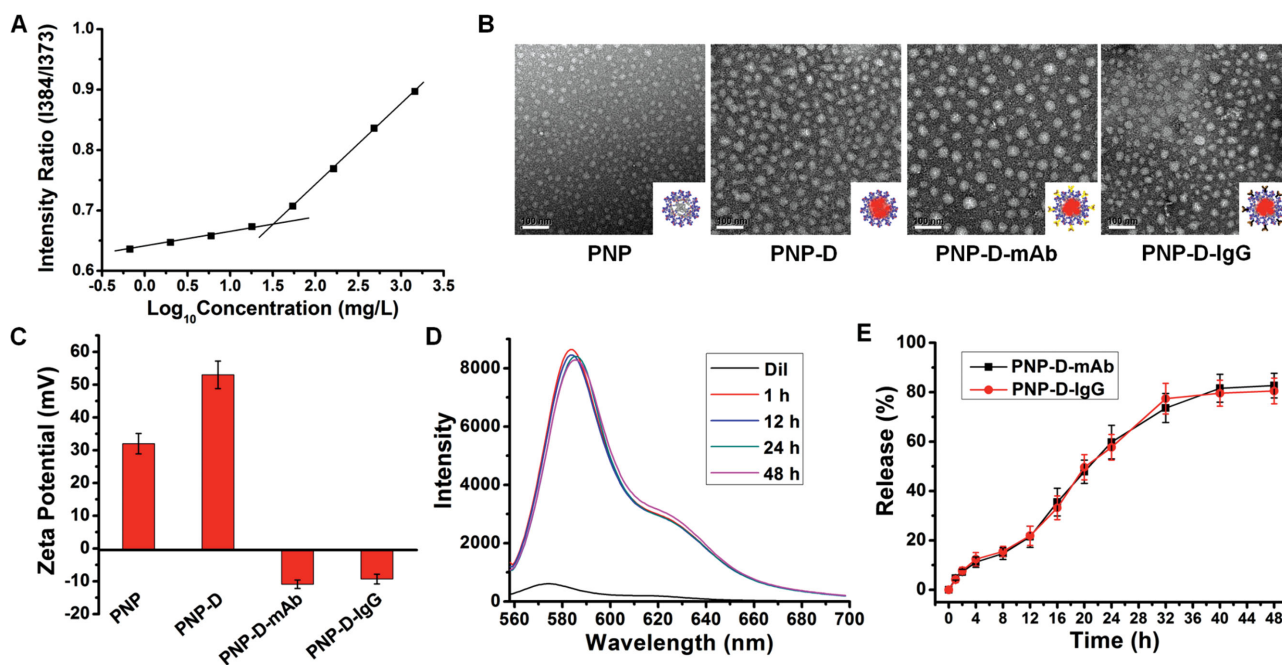 A
Intensity Ratio (I384/I373)
1.0
0.9
0.8
0.7
0.6
-0.5 0.0 0.5 1.0 1.5 2.0 2.5 3.0 3.5
Log10Concentration (mg/L)
B
100 nm 100 nm 100 nm 100 nm
PNP PNP-D PNP-D-mAb PNP-D-IgG
C
Zeta Potential (mV)
60
50
40
30
20
10
0
-10
-20
PNP PNP-D PNP-D-mAb PNP-D-IgG
D
Intensity
8000
6000
4000
2000
0
560 580 600 620 640 660 680 700
Wavelength (nm)
DiI
1 h
12 h
24 h
48 h
E
Release (%)
100
80
60
40
20
0
0 4 8 12 16 20 24 28 32 36 40 44 48
Time (h)
PNP-D-mAb
PNP-D-IgG